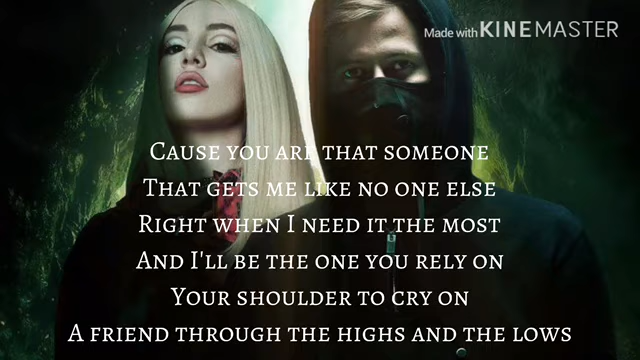 Made with KINEMASTER
Cause you are that someone
That gets me like no one else
Right when I need it the most
And I'll be the one you rely on
Your shoulder to cry on
A friend through the highs and the lows